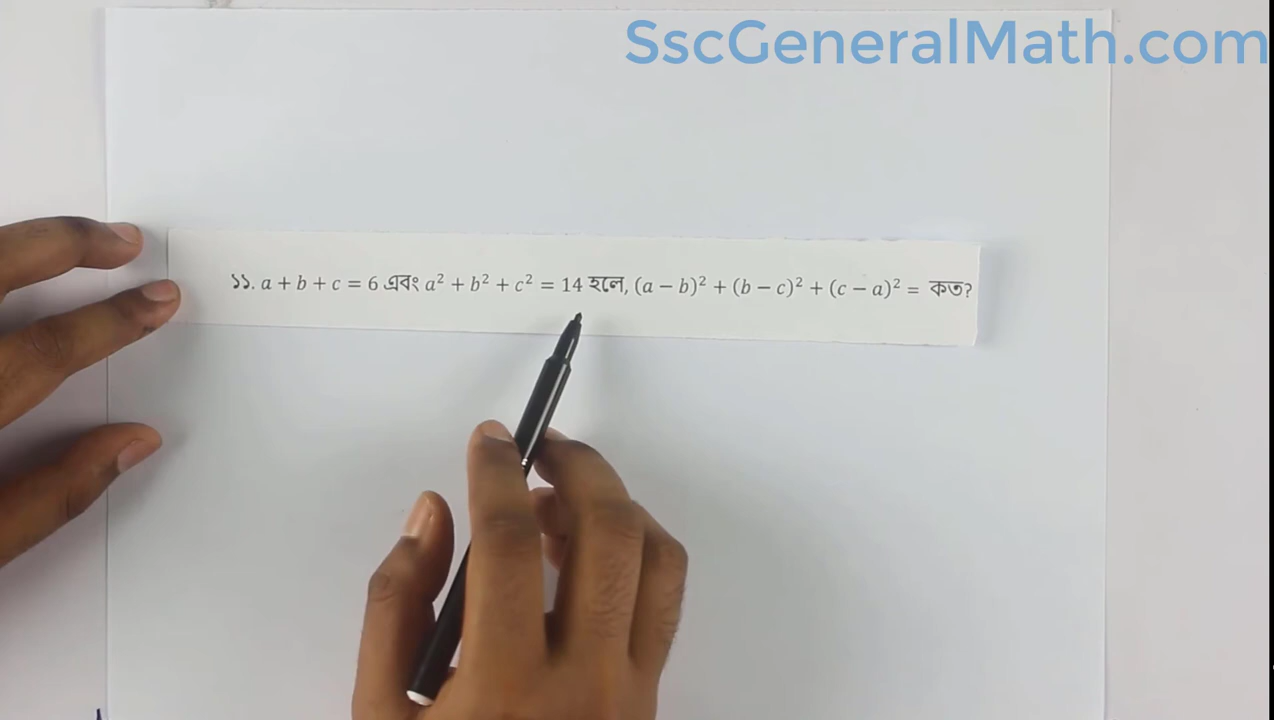 SscGeneralMath.com
১১. a + b + c = 6 এবং a² + b² + c² = 14 হলে, (a − b)² + (b − c)² + (c − a)² = কত?